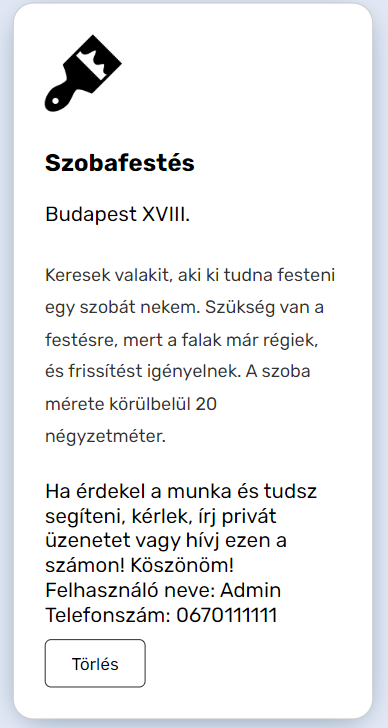 Szobafestés
Budapest XVIII.
Keresek valakit, aki ki tudna festeni
egy szobát nekem. Szükség van a
festésre, mert a falak már régiek,
és frissítést igényelnek. A szoba
mérete körülbelül 20
négyzetméter.
Ha érdekel a munka és tudsz
segíteni, kérlek, írj privát
üzenetet vagy hívj ezen a
számon! Köszönöm!
Felhasználó neve: Admin
Telefonszám: 0670111111
Törlés